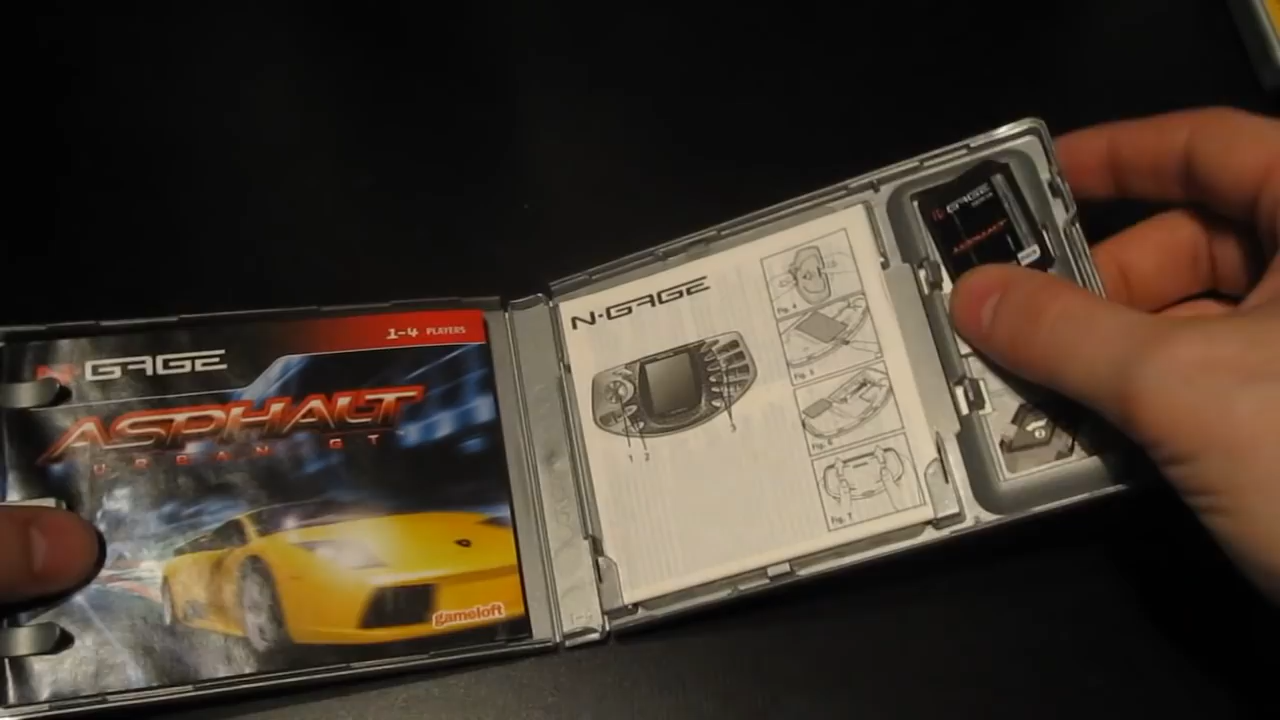 1-4 PLAYERS
N-GAGE
ASPHALT
URBAN GT
gameloft
N-GAGE
1 2
3
Fig. 4
Fig. 5
Fig. 6
Fig. 7
N-GAGE
ASPHALT